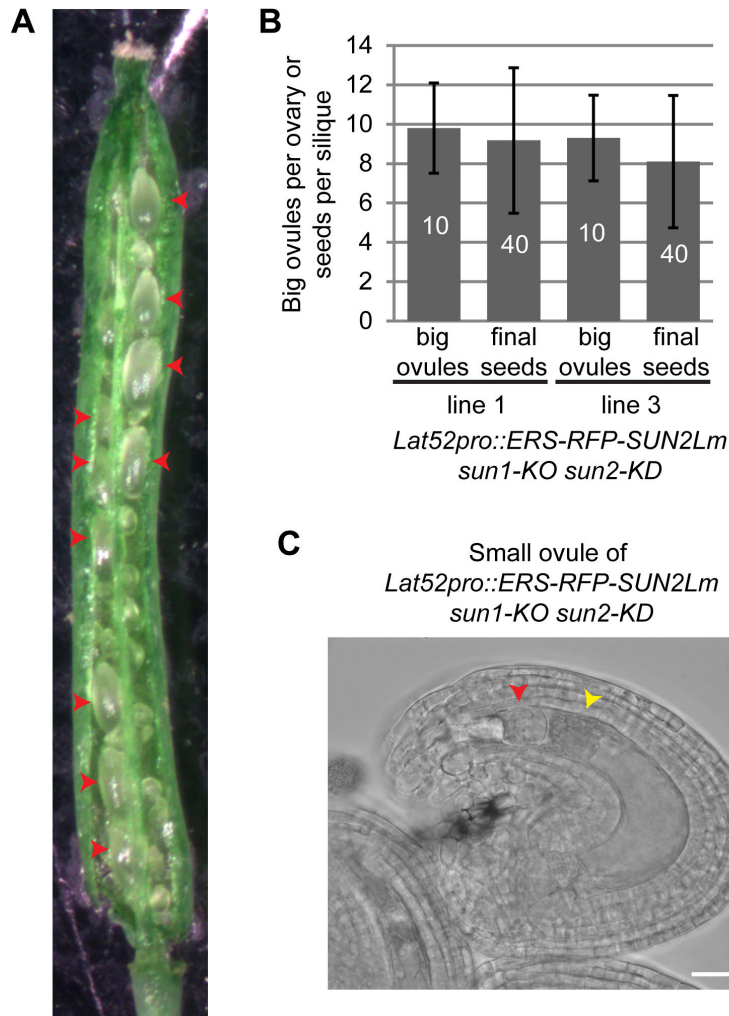 A
B
Big ovules per ovary or
seeds per silique
14
12
10
8
6
4
2
0
10
40
10
40
big
ovules
final
seeds
big
ovules
final
seeds
line 1
line 3
Lat52pro::ERS-RFP-SUN2Lm
sun1-KO sun2-KD
C
Small ovule of
Lat52pro::ERS-RFP-SUN2Lm
sun1-KO sun2-KD